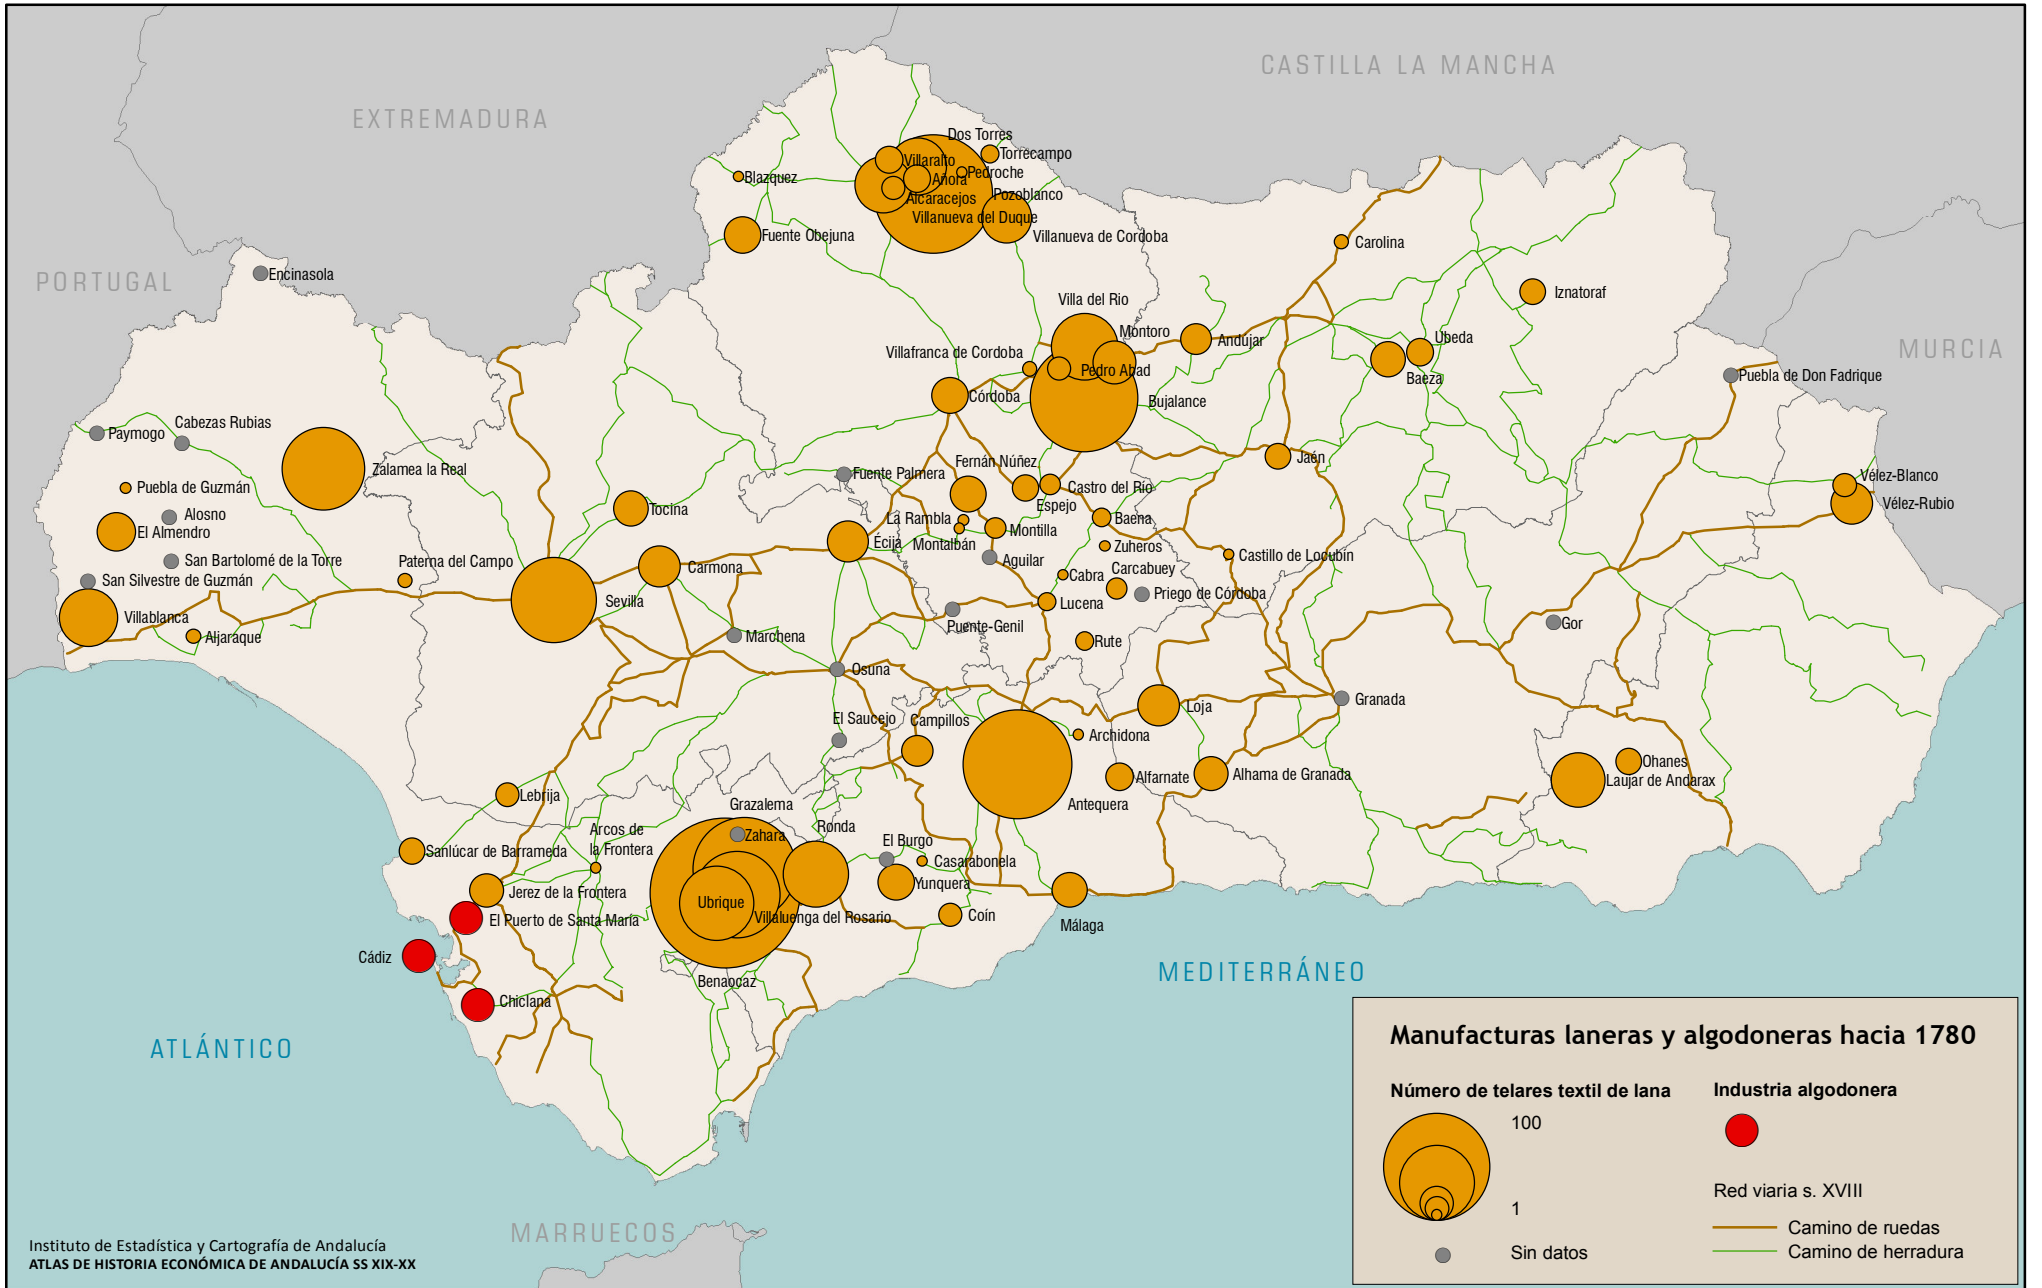 CASTILLA LA MANCHA
EXTREMADURA
PORTUGAL
MURCIA
Dos Torres
Villaralto
Torrecampo
Pedroche
Añora
Blazquez
Alcaracejos
Pozoblanco
Villanueva del Duque
Fuente Obejuna
Villanueva de Cordoba
Carolina
Encinasola
Iznatoraf
Villa del Rio
Montoro
Andújar
Ubeda
Villafranca de Cordoba
Pedro Abad
Baeza
Puebla de Don Fadrique
Córdoba
Bujalance
Cabezas Rubias
Paymogo
Zalamea la Real
Fernán Núñez
Jaén
Fuente Palmera
Vélez-Blanco
Puebla de Guzmán
Castro del Río
Espejo
Vélez-Rubio
Tocina
Alosno
La Rambla
Baena
El Almendro
Montilla
Écija
Montalbán
Zuheros
Castillo de Locubín
San Bartolomé de la Torre
Paterna del Campo
Aguilar
Carmona
Cabra
Carcabuey
San Silvestre de Guzmán
Priego de Córdoba
Villablanca
Sevilla
Lucena
Puente-Genil
Gor
Aljaraque
Marchena
Rute
Osuna
Granada
Loja
El Saucejo
Campillos
Archidona
Ohanes
Alfarnate
Alhama de Granada
Laujar de Andarax
Lebrija
Antequera
Grazalema
Zahara
Ronda
Arcos de
la Frontera
El Burgo
Sanlúcar de Barrameda
Casarabonela
Jerez de la Frontera
Yunquera
Ubrique
Villaluenga del Rosario
Coín
El Puerto de Santa María
Málaga
Cádiz
Benaocaz
Chiclana
MEDITERRÁNEO
ATLÁNTICO
MARRUECOS
Manufacturas laneras y algodoneras hacia 1780
Número de telares textil de lana
100
1
Sin datos
Industria algodonera
Red viaria s. XVIII
Camino de ruedas
Camino de herradura
Instituto de Estadística y Cartografía de Andalucía
ATLAS DE HISTORIA ECONÓMICA DE ANDALUCÍA SS XIX-XX